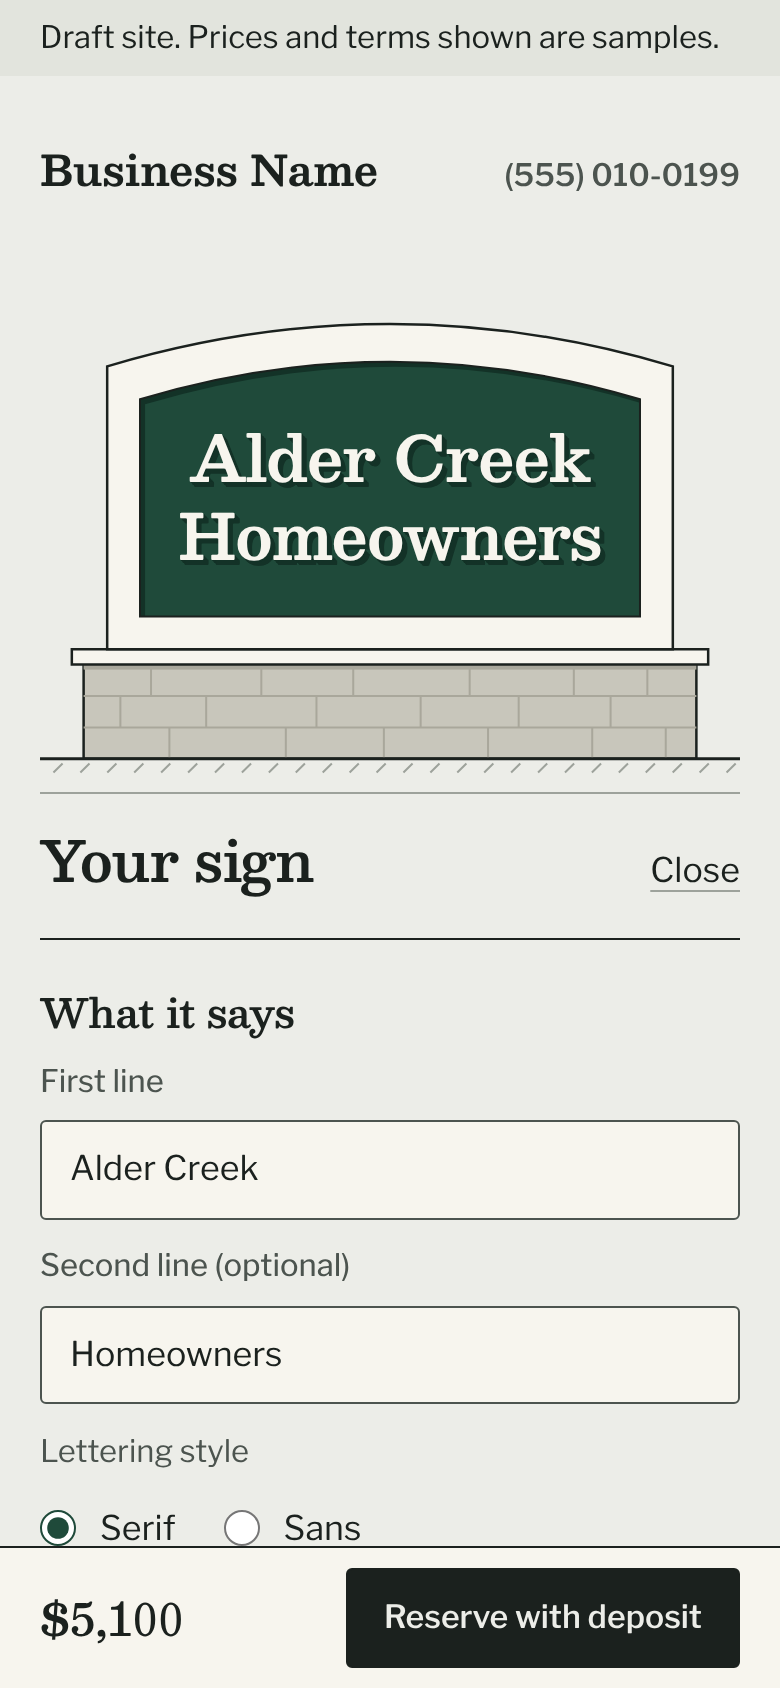 Draft site. Prices and terms shown are samples.
Business Name
(555) 010-0199
Alder Creek
Homeowners
Your sign
Close
What it says
First line
Alder Creek
Second line (optional)
Homeowners
Lettering style
Serif
Sans
$5,100
Reserve with deposit